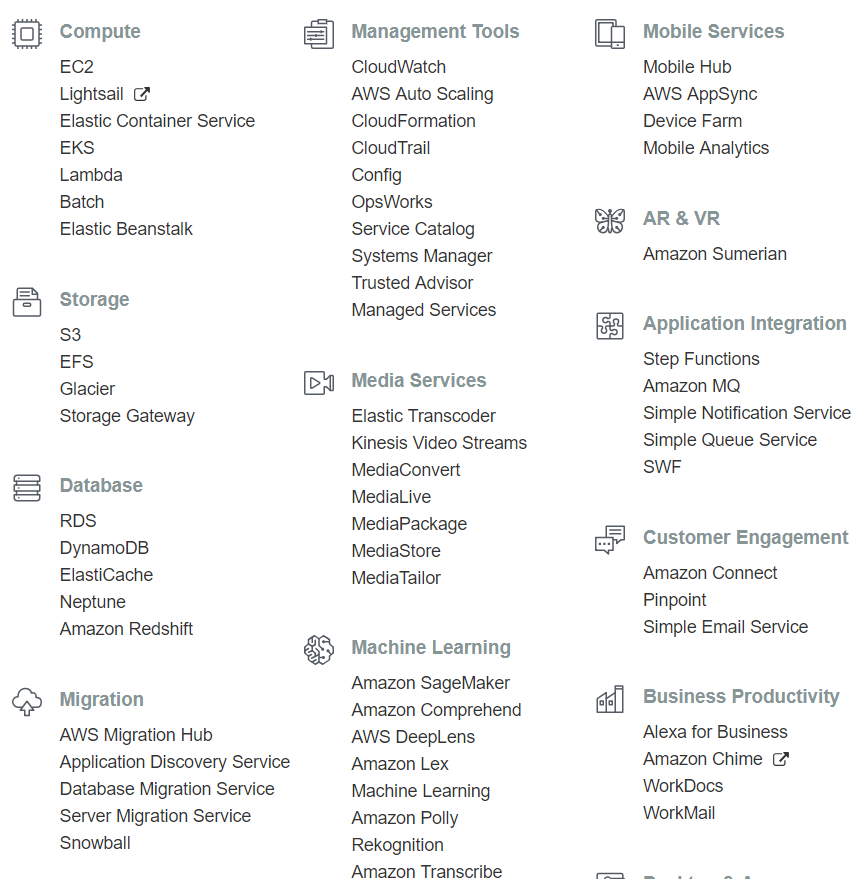 Compute
EC2
Lightsail
Elastic Container Service
EKS
Lambda
Batch
Elastic Beanstalk
Storage
S3
EFS
Glacier
Storage Gateway
Database
RDS
DynamoDB
ElastiCache
Neptune
Amazon Redshift
Migration
AWS Migration Hub
Application Discovery Service
Database Migration Service
Server Migration Service
Snowball
Management Tools
CloudWatch
AWS Auto Scaling
CloudFormation
CloudTrail
Config
OpsWorks
Service Catalog
Systems Manager
Trusted Advisor
Managed Services
Media Services
Elastic Transcoder
Kinesis Video Streams
MediaConvert
MediaLive
MediaPackage
MediaStore
MediaTailor
Machine Learning
Amazon SageMaker
Amazon Comprehend
AWS DeepLens
Amazon Lex
Machine Learning
Amazon Polly
Rekognition
Amazon Transcribe
Mobile Services
Mobile Hub
AWS AppSync
Device Farm
Mobile Analytics
AR & VR
Amazon Sumerian
Application Integration
Step Functions
Amazon MQ
Simple Notification Service
Simple Queue Service
SWF
Customer Engagement
Amazon Connect
Pinpoint
Simple Email Service
Business Productivity
Alexa for Business
Amazon Chime
WorkDocs
WorkMail